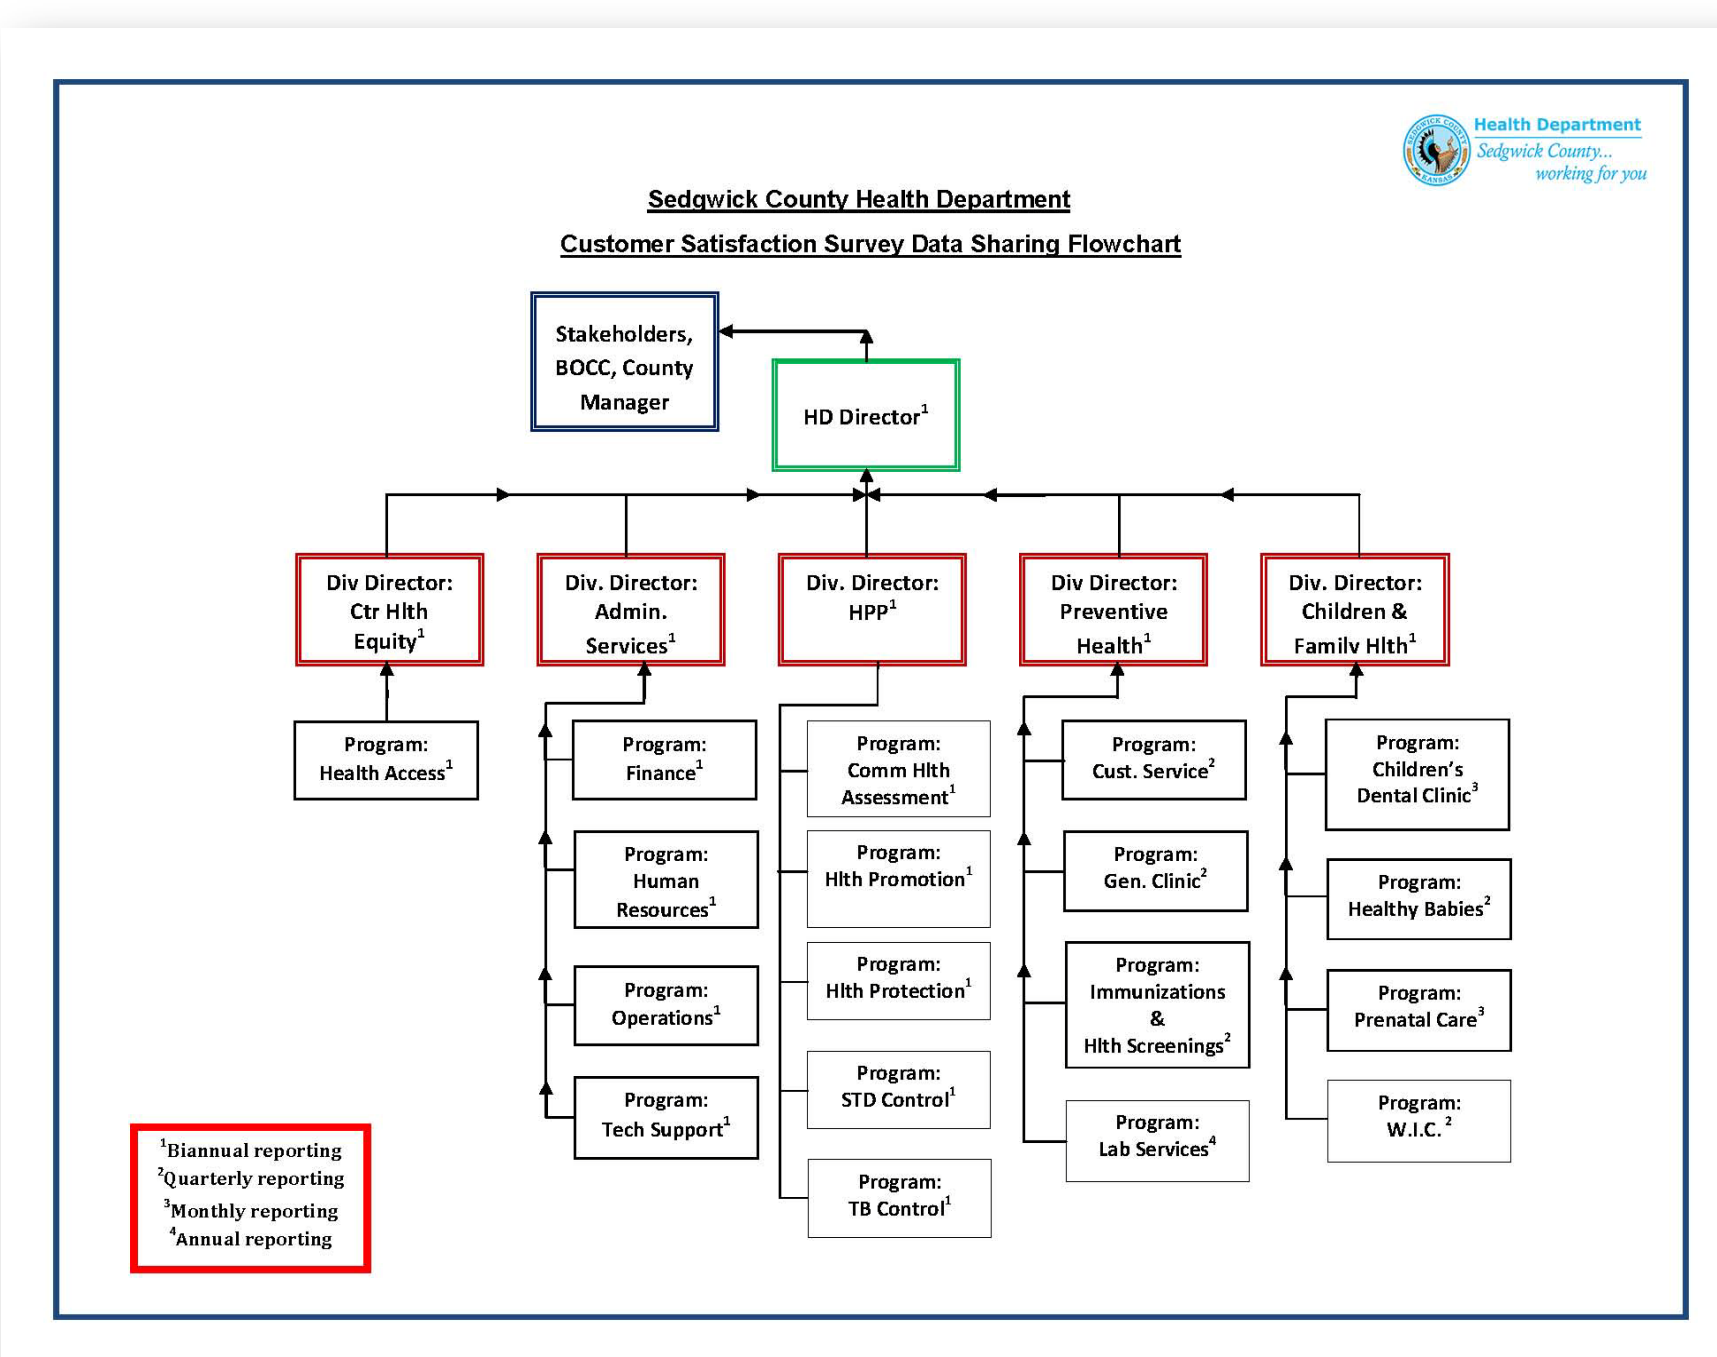 Health Department
Sedgwick County...
working for you
SEDGWICK COUNTY
KANSAS
Sedgwick County Health Department
Customer Satisfaction Survey Data Sharing Flowchart
Stakeholders,
BOCC, County
Manager
HD Director¹
Div Director:
Ctr Hlth
Equity¹
Div. Director:
Admin.
Services¹
Div. Director:
HPP¹
Div Director:
Preventive
Health¹
Div. Director:
Children &
Family Hlth¹
Program:
Health Access¹
Program:
Finance¹
Program:
Human
Resources¹
Program:
Operations¹
Program:
Tech Support¹
Program:
Comm Hlth
Assessment¹
Program:
Hlth Promotion¹
Program:
Hlth Protection¹
Program:
STD Control¹
Program:
TB Control¹
Program:
Cust. Service²
Program:
Gen. Clinic²
Program:
Immunizations
&
Hlth Screenings²
Program:
Lab Services⁴
Program:
Children’s
Dental Clinic³
Program:
Healthy Babies²
Program:
Prenatal Care³
Program:
W.I.C. ²
¹Biannual reporting
²Quarterly reporting
³Monthly reporting
⁴Annual reporting